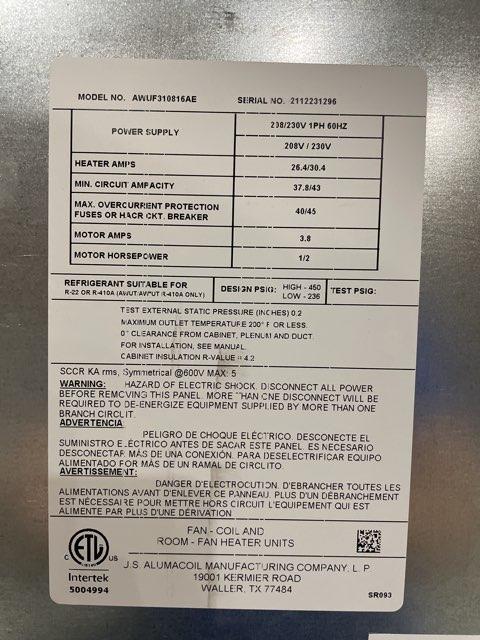 MODEL NO. AWUF310816AE SERIAL NO. 2112231296
POWER SUPPLY 208/230V 1PH 60HZ
208V / 230V
HEATER AMPS 26.4/30.4
MIN. CIRCUIT AMPACITY 37.8/43
MAX. OVERCURRENT PROTECTION
FUSES OR HACR CKT. BREAKER 40/45
MOTOR AMPS 3.8
MOTOR HORSEPOWER 1/2
REFRIGERANT SUITABLE FOR
R-22 OR R-410A (AWUT/AWPUT R-410A ONLY)
DESIGN PSIG: HIGH - 450
LOW - 236
TEST PSIG:
TEST EXTERNAL STATIC PRESSURE (INCHES) 0.2
MAXIMUM OUTLET TEMPERATURE 200° F OR LESS.
0" CLEARANCE FROM CABINET, PLENUM AND DUCT.
FOR INSTALLATION, SEE MANUAL.
CABINET INSULATION R-VALUE = 4.2
SCCR KA rms, Symmetrical @600V MAX: 5
WARNING: HAZARD OF ELECTRIC SHOCK. DISCONNECT ALL POWER
BEFORE REMOVING THIS PANEL. MORE THAN ONE DISCONNECT WILL BE
REQUIRED TO DE-ENERGIZE EQUIPMENT SUPPLIED BY MORE THAN ONE
BRANCH CIRCUIT.
ADVERTENCIA
PELIGRO DE CHOQUE ELÉCTRICO. DESCONECTE EL
SUMINISTRO ELÉCTRICO ANTES DE SACAR ESTE PANEL. ES NECESARIO
DESCONECTAR MÁS DE UNA CONEXIÓN. PARA DESELECTRIFICAR EQUIPO
ALIMENTADO FOR MÁS DE UN RAMAL DE CIRCUITO.
AVERTISSEMENT:
DANGER D'ELECTROCUTION. D'EBRANCHER TOUTES LES
ALIMENTATIONS AVANT D'ENLEVER CE PANNEAU. PLUS D'UN DÉBRANCHEMENT
EST NÉCESSAIRE POUR METTRE HORS CIRCUIT L'EQUIPEMENT QUI EST
ALIMENTE PAR PLUS D'UNE DÉRIVATION
FAN - COIL AND
ROOM - FAN HEATER UNITS
C ETL US
Intertek
5004994
J.S. ALUMACOIL MANUFACTURING COMPANY. L. P
19001 KERMIER ROAD
WALLER, TX 77484
SR093